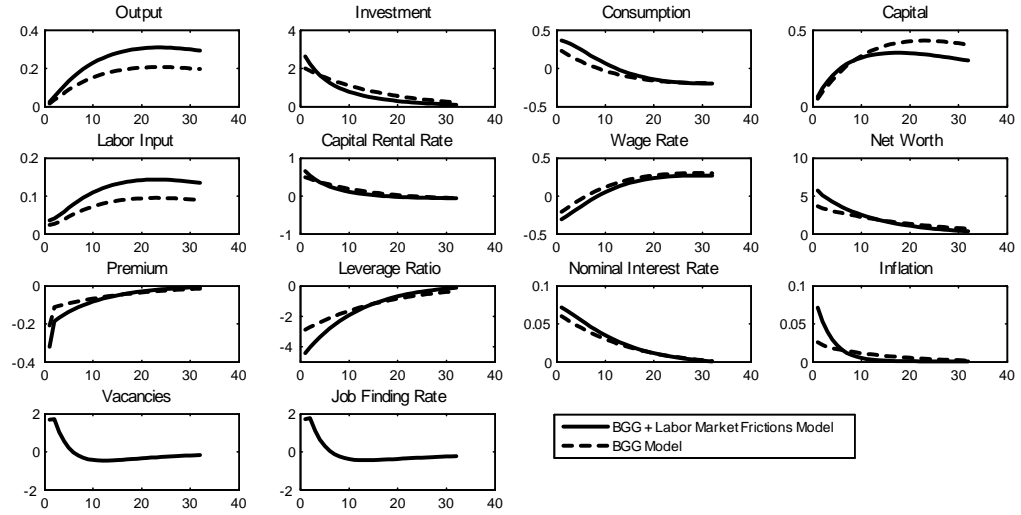 Output
Investment
Consumption
Capital
0.4
0.2
0
0 10 20 30 40
4
2
0
0 10 20 30 40
0.5
0
-0.5
0 10 20 30 40
0.5
0
0 10 20 30 40
Labor Input
Capital Rental Rate
Wage Rate
Net Worth
0.2
0.1
0
0 10 20 30 40
1
0
-1
0 10 20 30 40
0.5
0
-0.5
0 10 20 30 40
10
5
0
0 10 20 30 40
Premium
Leverage Ratio
Nominal Interest Rate
Inflation
0
-0.2
-0.4
0 10 20 30 40
0
-2
-4
0 10 20 30 40
0.1
0.05
0
0 10 20 30 40
0.1
0.05
0
0 10 20 30 40
Vacancies
Job Finding Rate
2
0
-2
0 10 20 30 40
2
0
-2
0 10 20 30 40
BGG + Labor Market Frictions Model
BGG Model